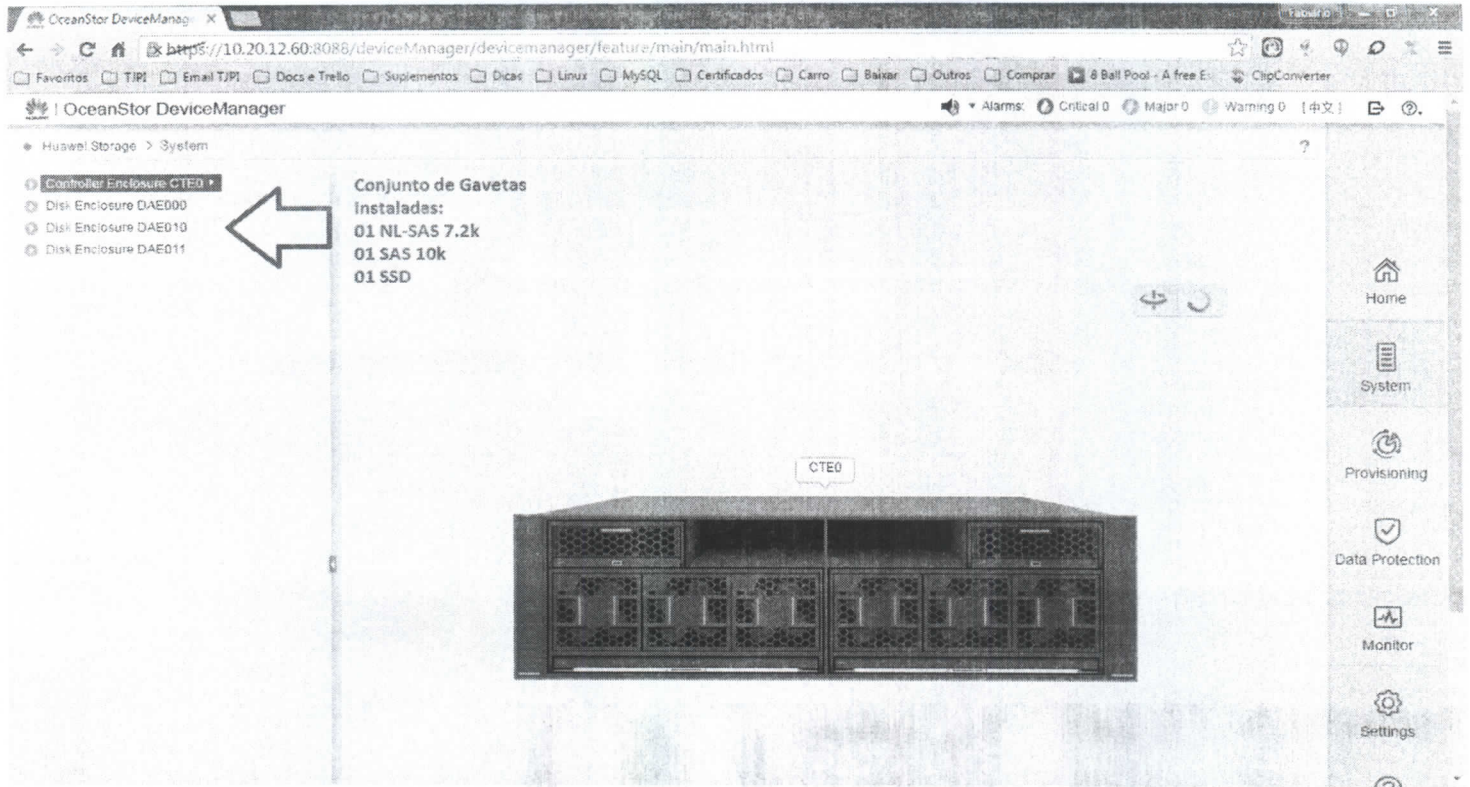 OceanStor DeviceManag
Fabiano
https://10.20.12.60:8088/deviceManager/devicemanager/feature/main/main.html
Favoritos TJPI Email TJPI Docs e Trello Suplementos Dicas Linux MySQL Certificados Carro Baixar Outros Comprar 8 Ball Pool - A free E ClipConverter
OceanStor DeviceManager
Alarms: Critical 0 Major 0 Warning 0 [中文]
Huawei Storage > System
?
Controller Enclosure CTE0
Disk Enclosure DAE000
Disk Enclosure DAE010
Disk Enclosure DAE011
Conjunto de Gavetas
Instaladas:
01 NL-SAS 7.2k
01 SAS 10k
01 SSD
CTE0
Home
System
Provisioning
Data Protection
Monitor
Settings